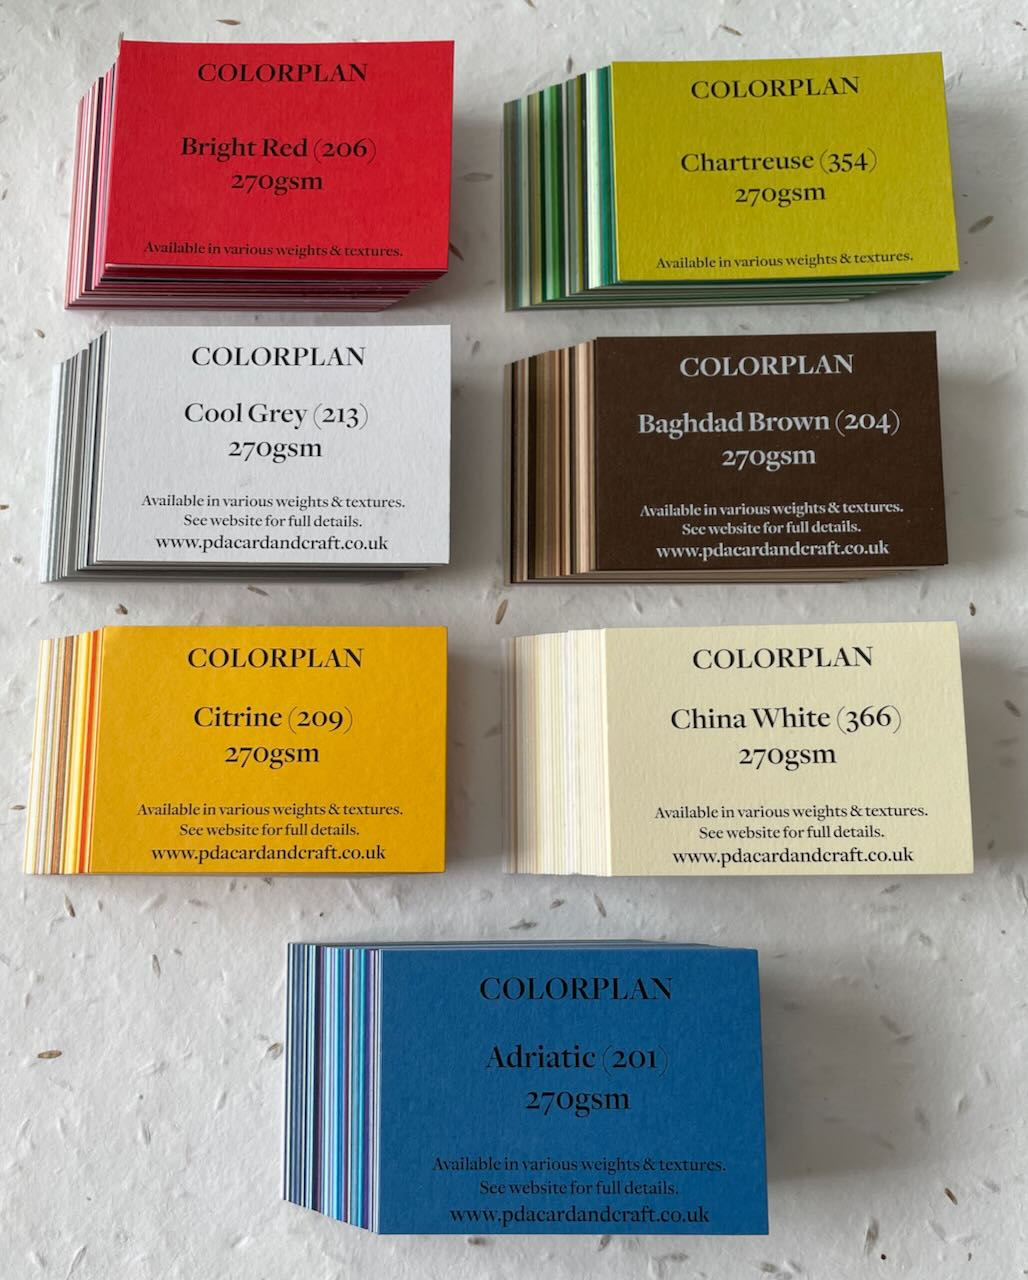 COLORPLAN
Bright Red (206)
270gsm
Available in various weights & textures.
COLORPLAN
Chartreuse (354)
270gsm
Available in various weights & textures.
COLORPLAN
Cool Grey (213)
270gsm
Available in various weights & textures.
See website for full details.
www.pdacardandcraft.co.uk
COLORPLAN
Baghdad Brown (204)
270gsm
Available in various weights & textures.
See website for full details.
www.pdacardandcraft.co.uk
COLORPLAN
Citrine (209)
270gsm
Available in various weights & textures.
See website for full details.
www.pdacardandcraft.co.uk
COLORPLAN
China White (366)
270gsm
Available in various weights & textures.
See website for full details.
www.pdacardandcraft.co.uk
COLORPLAN
Adriatic (201)
270gsm
Available in various weights & textures.
See website for full details.
www.pdacardandcraft.co.uk